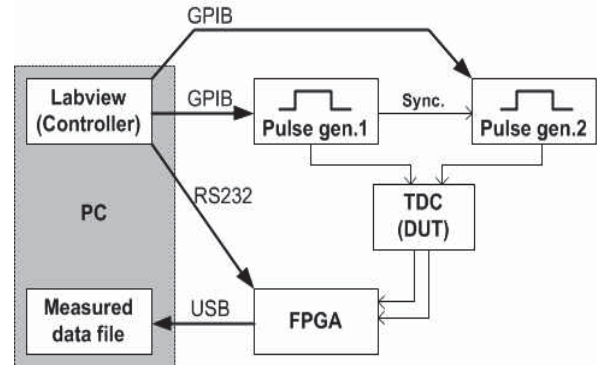 GPIB
Labview
(Controller)
GPIB
Pulse gen.1
Sync.
Pulse gen.2
RS232
PC
TDC
(DUT)
Measured
data file
USB
FPGA